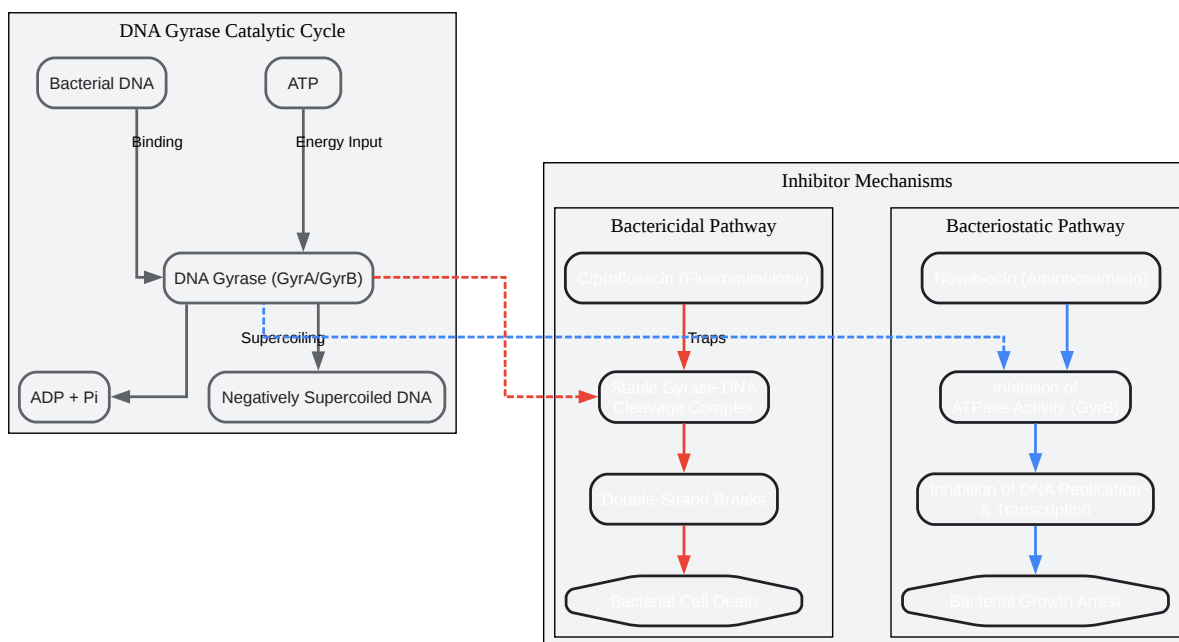 DNA Gyrase Catalytic Cycle
Bacterial DNA
ATP
Binding
Energy Input
DNA Gyrase (GyrA/GyrB)
Supercoiling
ADP + Pi
Negatively Supercoiled DNA
Inhibitor Mechanisms
Bactericidal Pathway
Ciprofloxacin (Fluoroquinolone)
Traps
Stable Gyrase-DNA
Cleavage Complex
Double-Strand Breaks
Bacterial Cell Death
Bacteriostatic Pathway
Novobiocin (Aminocoumarin)
Inhibition of
ATPase Activity (GyrB)
Inhibition of DNA Replication
& Transcription
Bacterial Growth Arrest